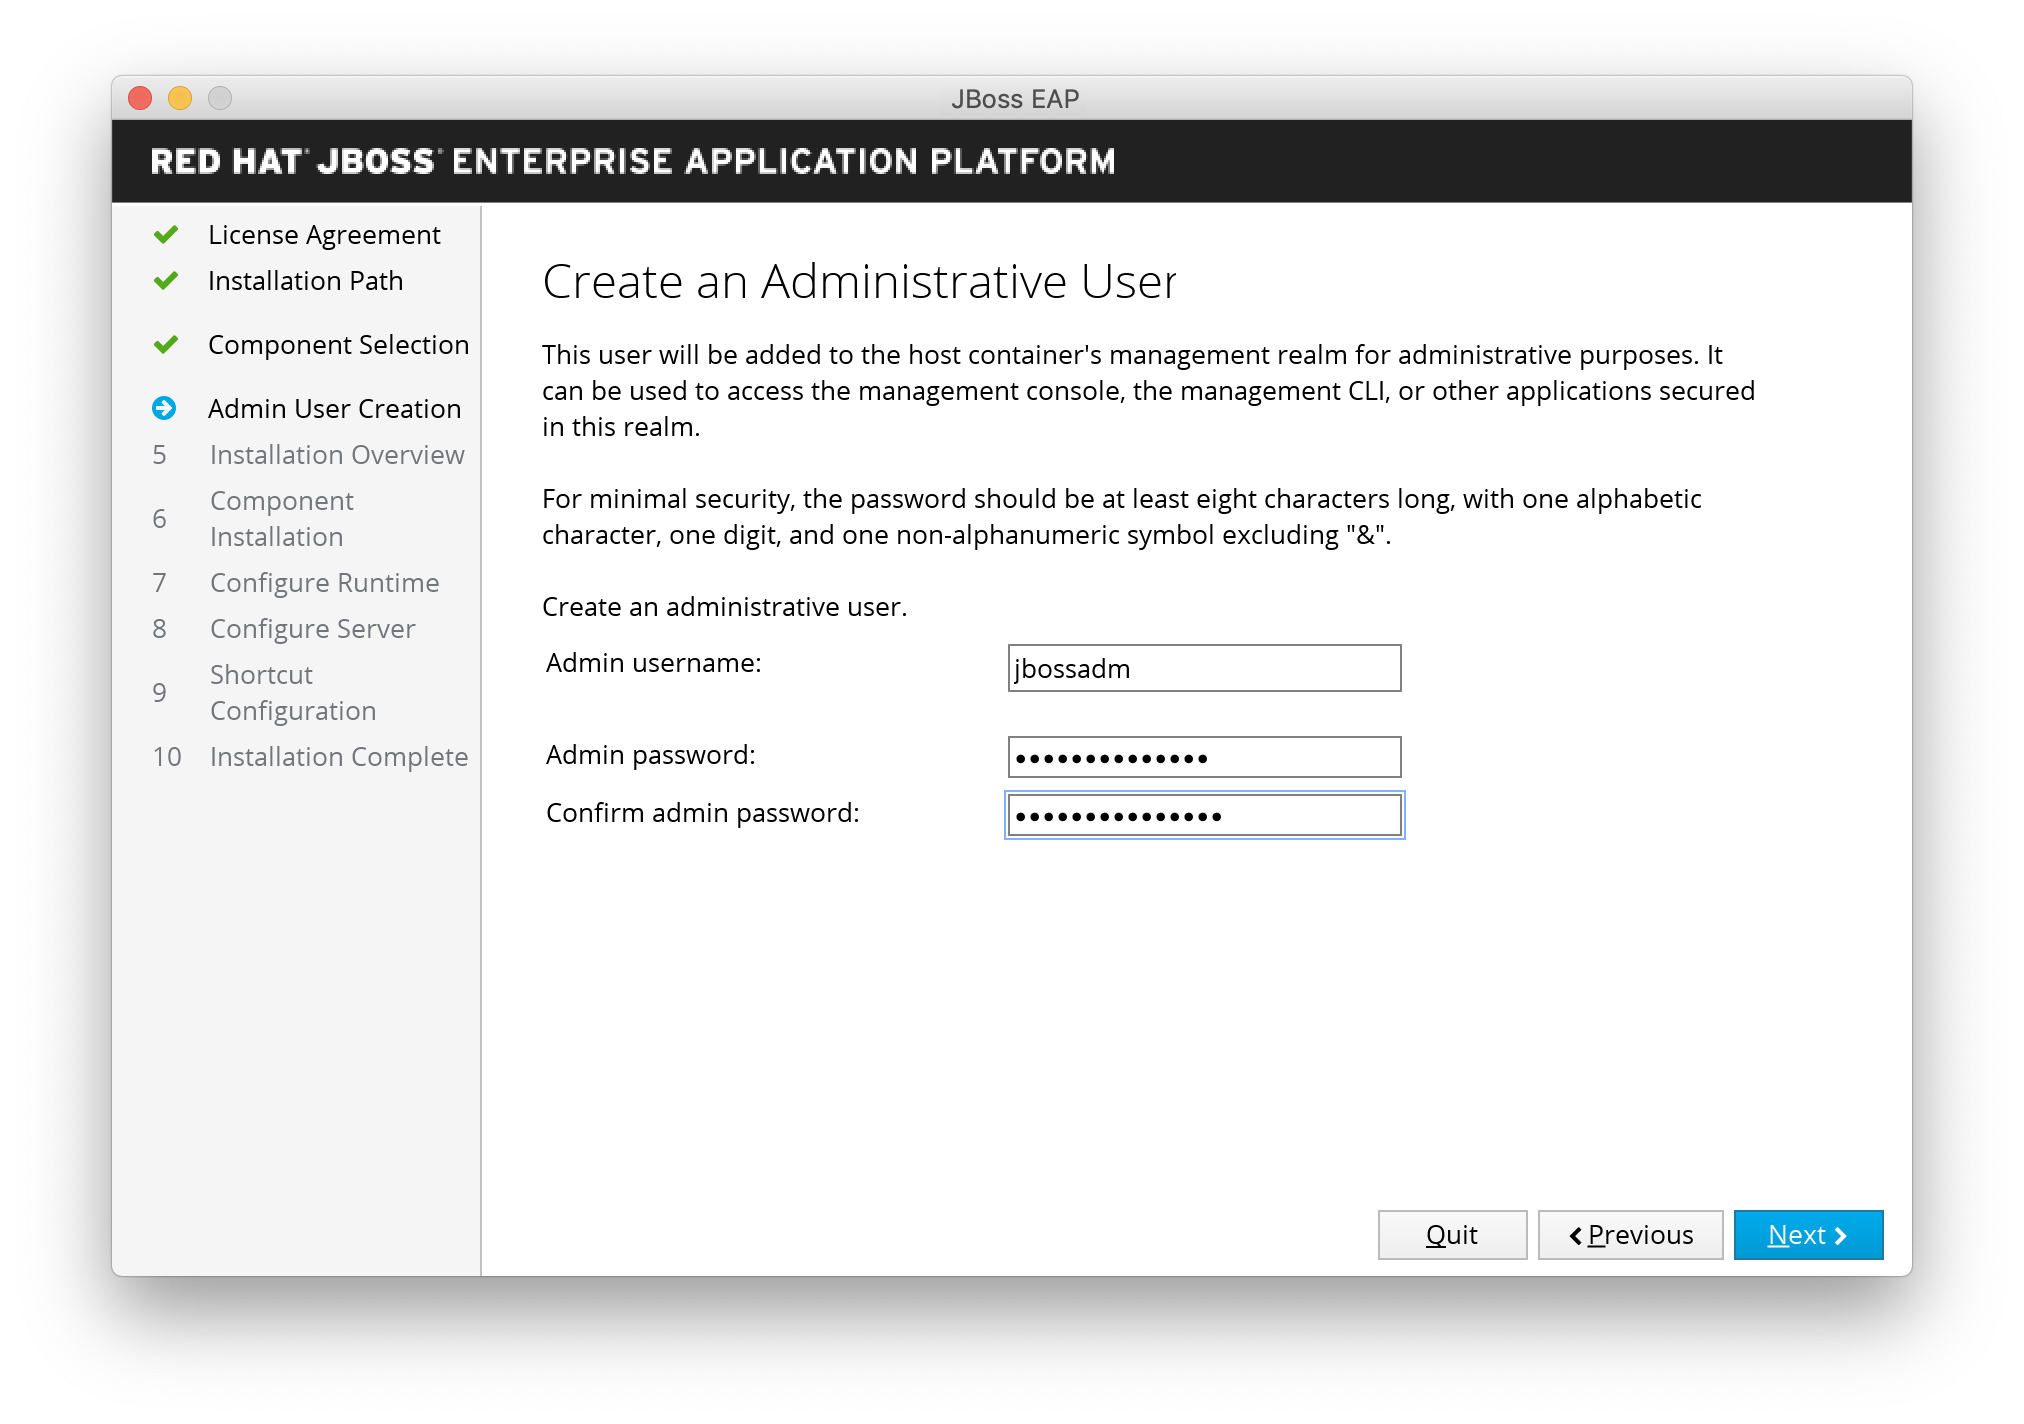 JBoss EAP
RED HAT® JBOSS® ENTERPRISE APPLICATION PLATFORM
License Agreement
Installation Path
Component Selection
Admin User Creation
5 Installation Overview
6 Component
Installation
7 Configure Runtime
8 Configure Server
9 Shortcut
Configuration
10 Installation Complete
Create an Administrative User
This user will be added to the host container's management realm for administrative purposes. It
can be used to access the management console, the management CLI, or other applications secured
in this realm.
For minimal security, the password should be at least eight characters long, with one alphabetic
character, one digit, and one non-alphanumeric symbol excluding "&".
Create an administrative user.
Admin username: jbossadm
Admin password: ••••••••••••••
Confirm admin password: •••••••••••••••
Quit
Previous
Next